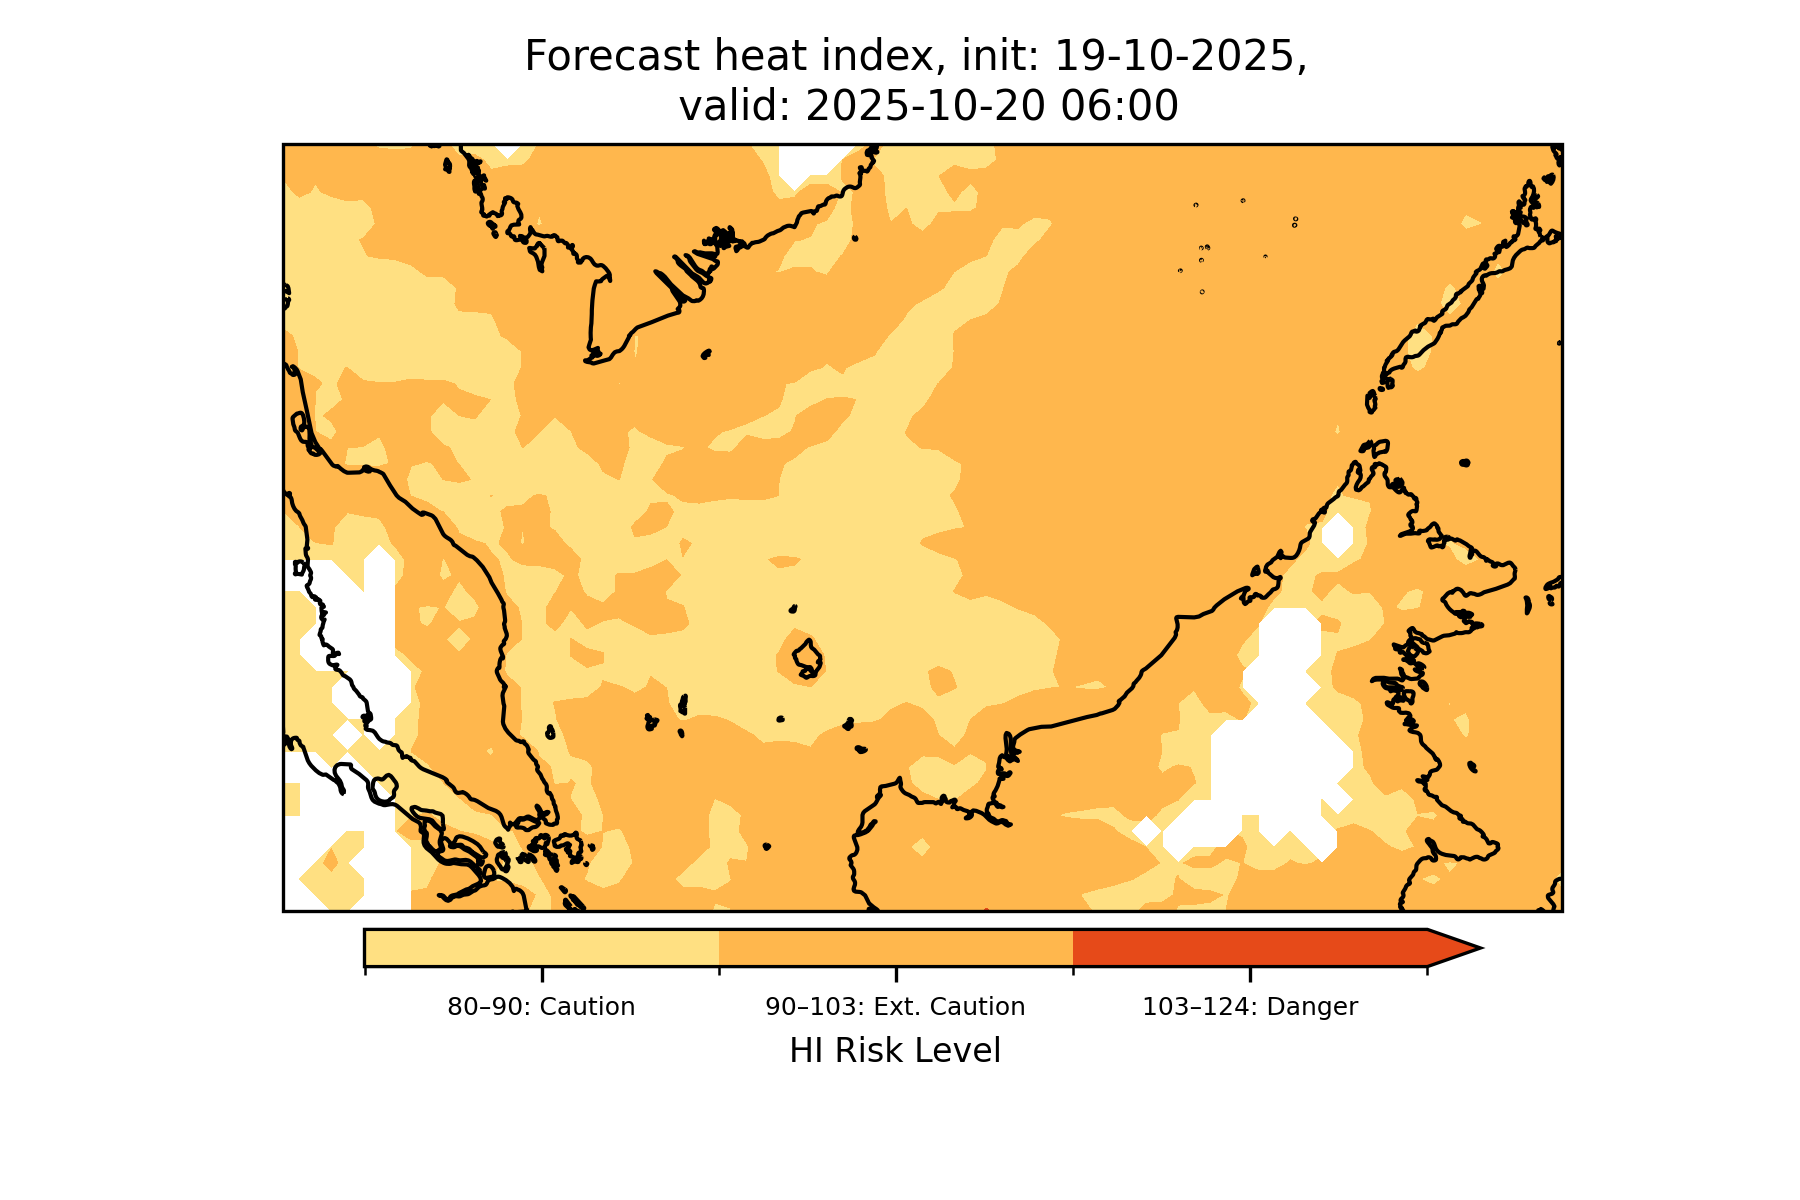 Forecast heat index, init: 19-10-2025,
valid: 2025-10-20 06:00
80–90: Caution
90–103: Ext. Caution
103–124: Danger
HI Risk Level